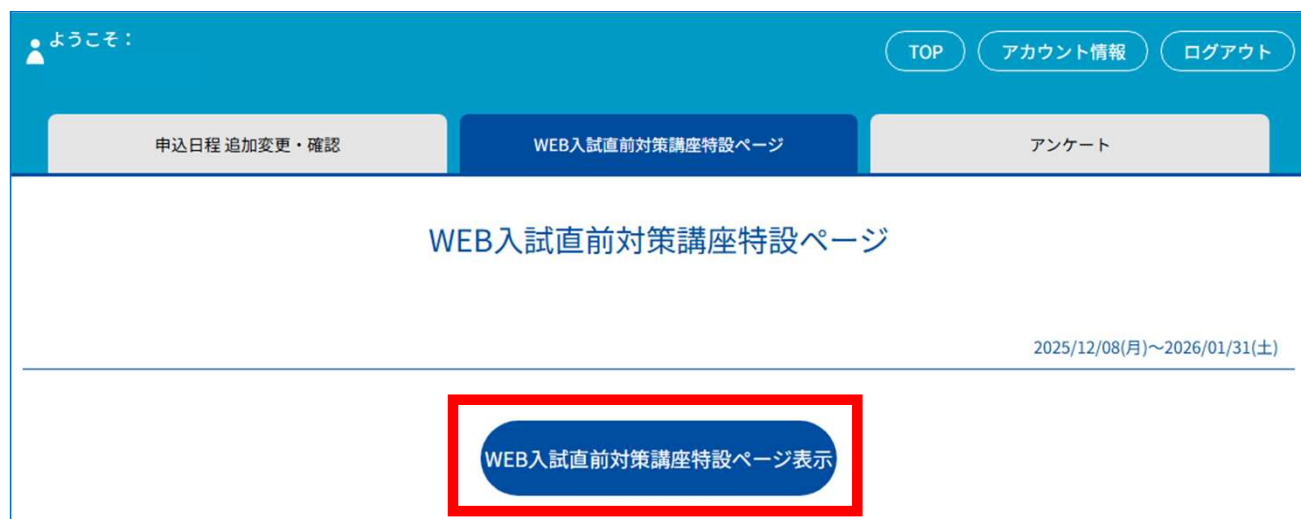 ようこそ：
TOP
アカウント情報
ログアウト
申込日程 追加変更・確認
WEB入試直前対策講座特設ページ
アンケート
WEB入試直前対策講座特設ページ
2025/12/08(月)～2026/01/31(土)
WEB入試直前対策講座特設ページ表示